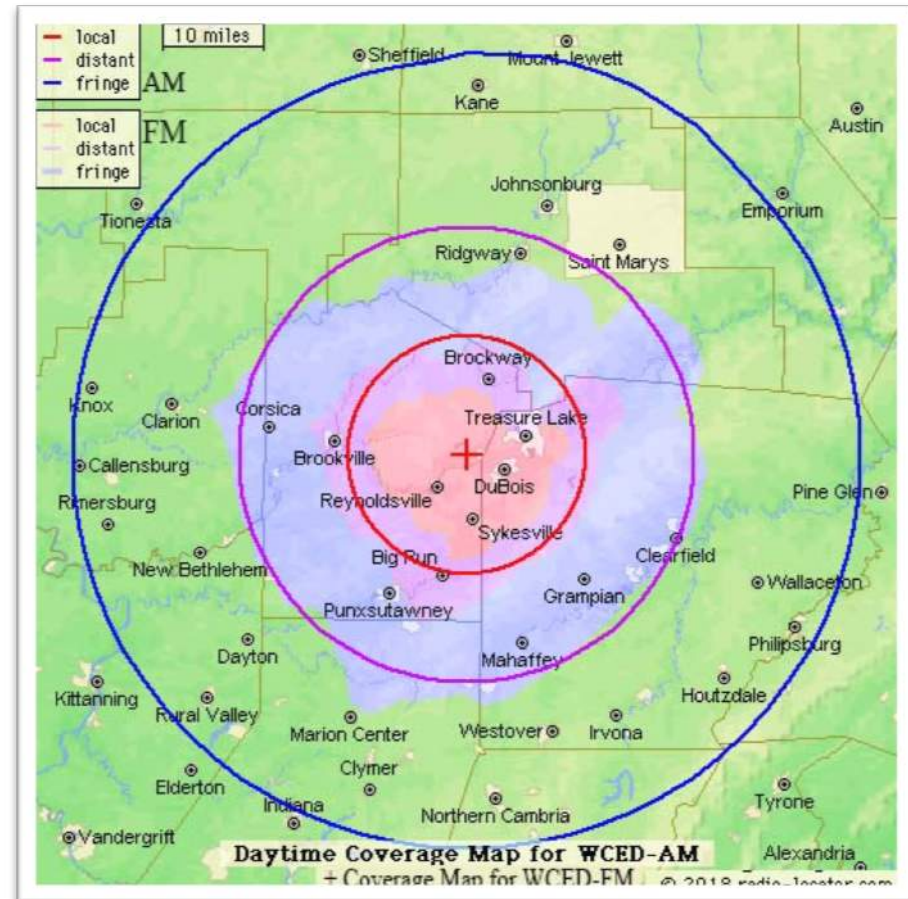 local
distant
fringe
AM
local
distant
fringe
FM
10 miles
Sheffield
Mount Jewett
Kane
Austin
Johnsonburg
Tionesta
Emporium
Ridgway
Saint Marys
Brockway
Knox
Clarion
Corsica
Treasure Lake
Brookville
Callensburg
DuBois
Reynoldsville
Pine Glen
Rimersburg
Sykesville
New Bethlehem
Big Run
Clearfield
Punxsutawney
Grampian
Wallaceton
Dayton
Mahaffey
Philipsburg
Kittanning
Rural Valley
Houtzdale
Marion Center
Westover
Irvona
Elderton
Clymer
Indiana
Northern Cambria
Tyrone
Vandergrift
Alexandria
Daytime Coverage Map for WCED-AM
+ Coverage Map for WCED-FM
© 2018 radio-locator.com